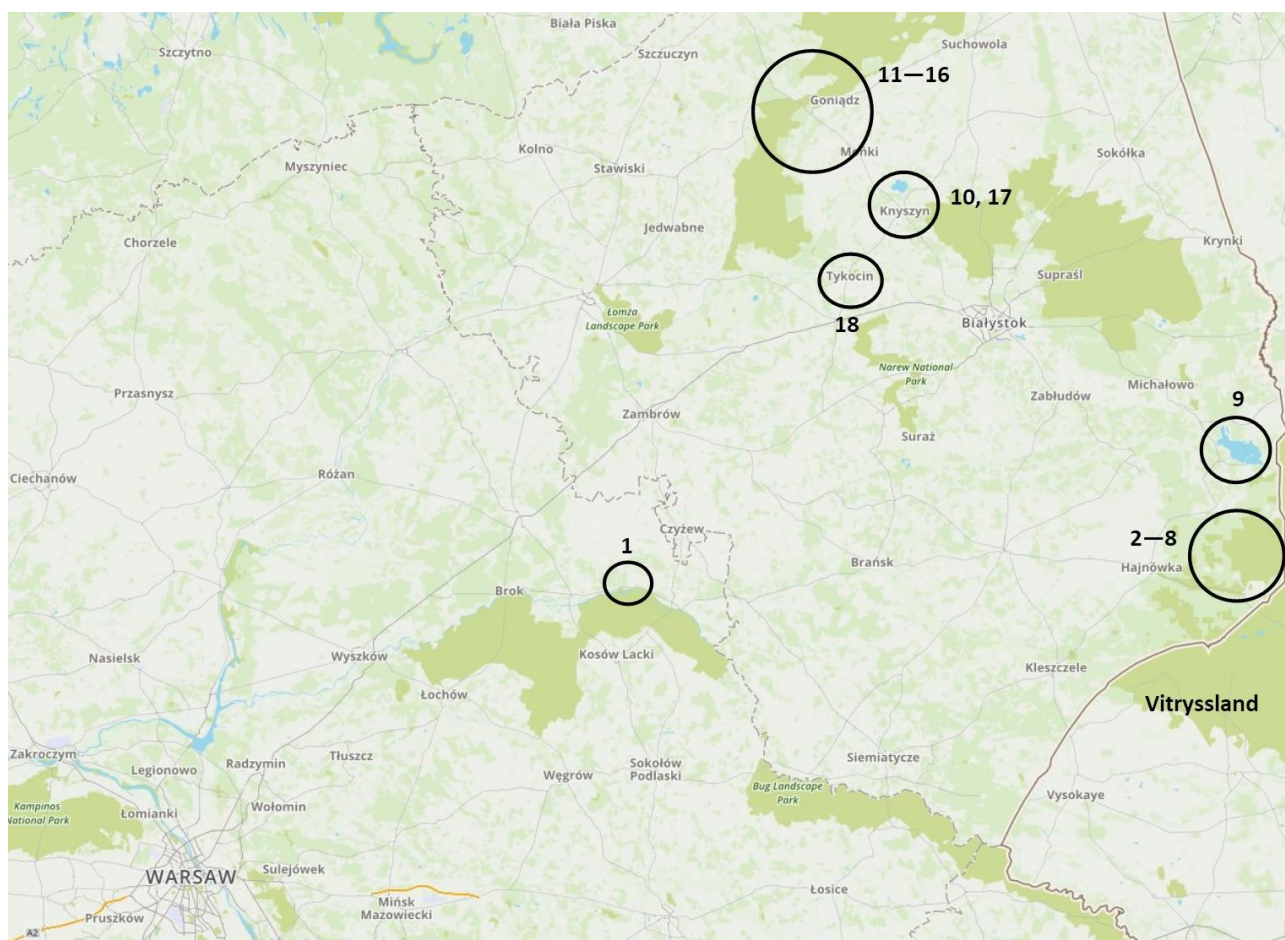 Biała Piska
Szczytno
Szczuczyn
Suchowola
11—16
Goniądz
Kolno
Mońki
Sokółka
Myszyniec
Stawiski
10, 17
Knyszyn
Jedwabne
Chorzele
Krynki
Tykocin
Supraśl
Łomża
Landscape Park
18
Białystok
Narew National
Park
Michałowo
Przasnysz
Zabłudów
9
Zambrów
Suraż
Różan
Ciechanów
Czyżew
1
2—8
Brańsk
Hajnówka
Brok
Nasielsk
Wyszków
Kosów Lacki
Kleszczele
Łochów
Vitryssland
Zakroczym
Tłuszcz
Radzymin
Legionowo
Sokołów
Podlaski
Węgrów
Siemiatycze
Bug Landscape
Park
Vysokaye
Kampinos
National Park
Łomianki
Wołomin
WARSAW
Sulejówek
Łosice
Mińsk
Mazowiecki
Pruszków
A2